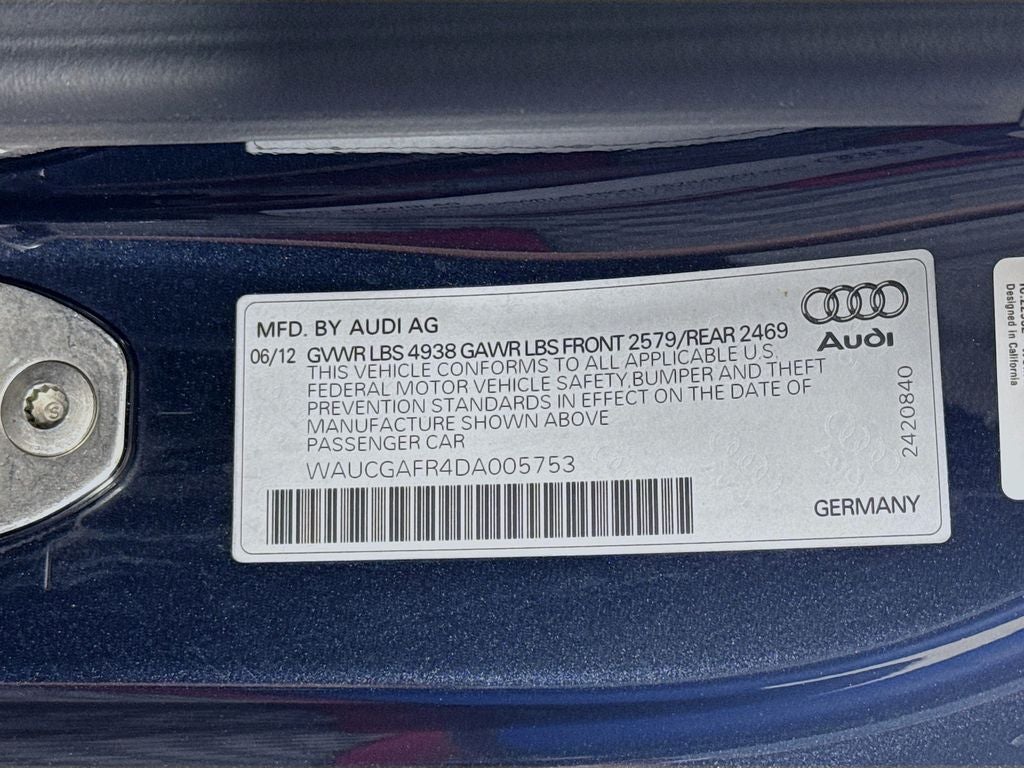 MFD. BY AUDI AG
06/12 GVWR LBS 4938 GAWR LBS FRONT 2579/REAR 2469
THIS VEHICLE CONFORMS TO ALL APPLICABLE U.S.
FEDERAL MOTOR VEHICLE SAFETY,BUMPER AND THEFT
PREVENTION STANDARDS IN EFFECT ON THE DATE OF
MANUFACTURE SHOWN ABOVE
PASSENGER CAR
WAUCGAFR4DA005753
Audi
2420840
GERMANY
Designed in California